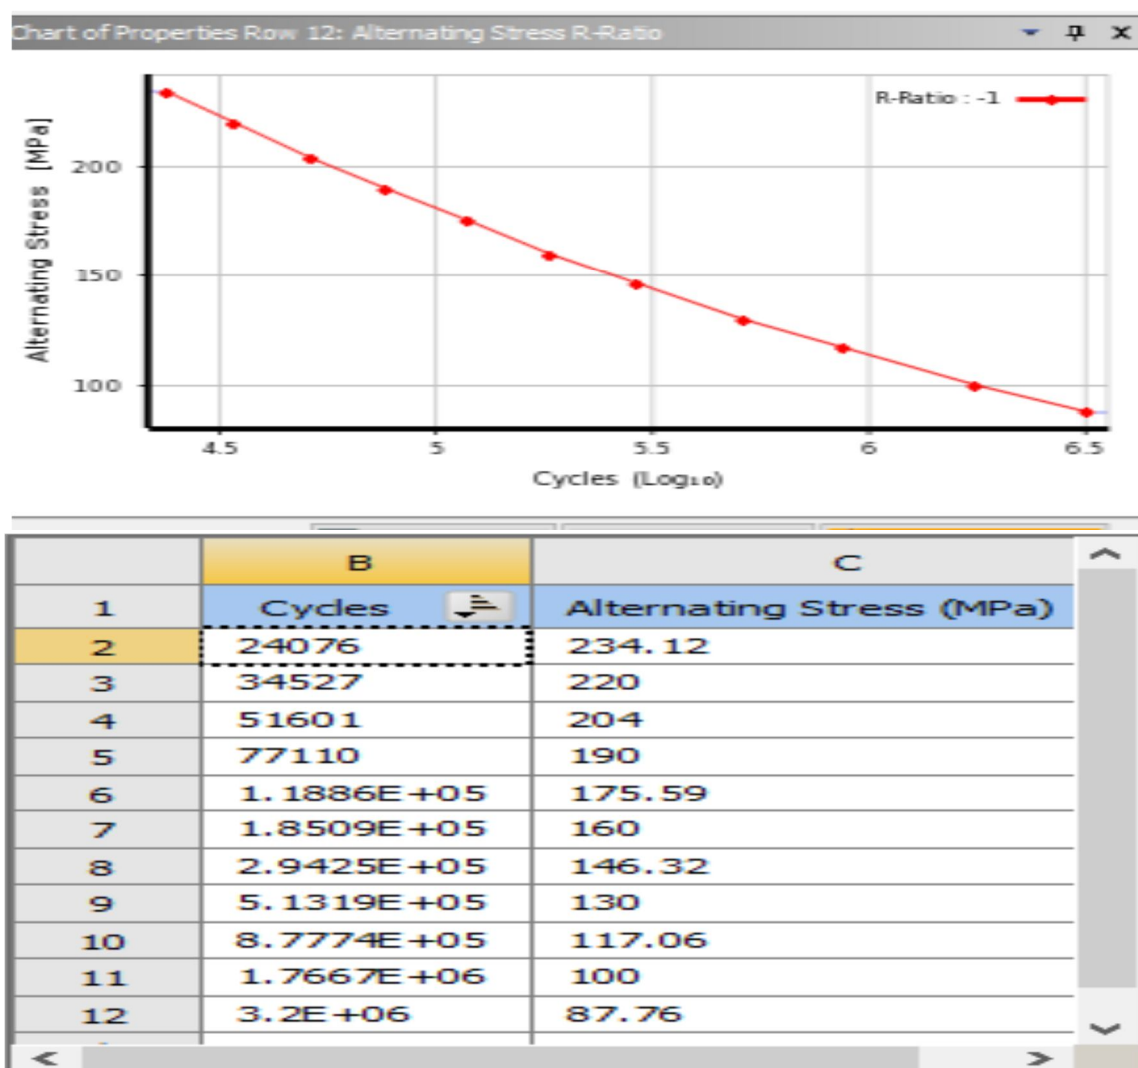 Chart of Properties Row 12: Alternating Stress R-Ratio
R-Ratio : -1
Alternating Stress [MPa]
200
150
100
4.5 5 5.5 6 6.5
Cycles (Log₁₀)
B C
1 Cycles Alternating Stress (MPa)
2 24076 234.12
3 34527 220
4 51601 204
5 77110 190
6 1.1886E+05 175.59
7 1.8509E+05 160
8 2.9425E+05 146.32
9 5.1319E+05 130
10 8.7774E+05 117.06
11 1.7667E+06 100
12 3.2E+06 87.76